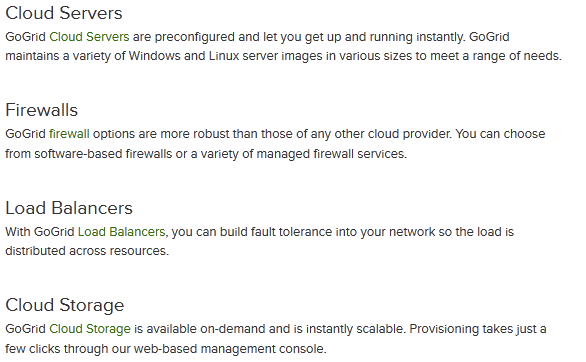 Cloud Servers
GoGrid Cloud Servers are preconfigured and let you get up and running instantly. GoGrid
maintains a variety of Windows and Linux server images in various sizes to meet a range of needs.
Firewalls
GoGrid firewall options are more robust than those of any other cloud provider. You can choose
from software-based firewalls or a variety of managed firewall services.
Load Balancers
With GoGrid Load Balancers, you can build fault tolerance into your network so the load is
distributed across resources.
Cloud Storage
GoGrid Cloud Storage is available on-demand and is instantly scalable. Provisioning takes just a
few clicks through our web-based management console.